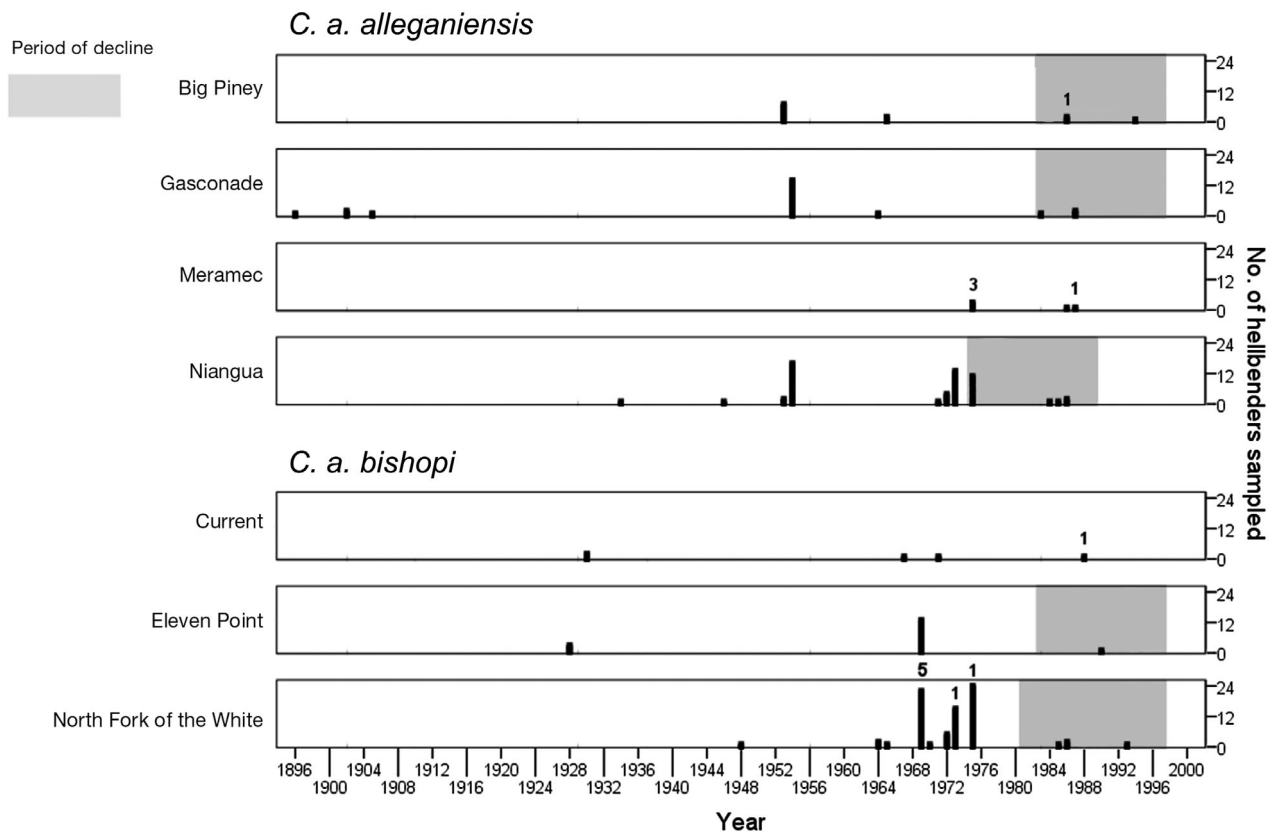 C. a. alleganiensis
Period of decline
Big Piney
1
24
12
0
Gasconade
24
12
0
Meramec
3
1
24
12
0
Niangua
24
12
0
No. of hellbenders sampled
C. a. bishopi
Current
1
24
12
0
Eleven Point
24
12
0
5
1
1
North Fork of the White
24
12
0
1896 1904 1912 1920 1928 1936 1944 1952 1960 1968 1976 1984 1992 2000
1900 1908 1916 1924 1932 1940 1948 1956 1964 1972 1980 1988 1996
Year